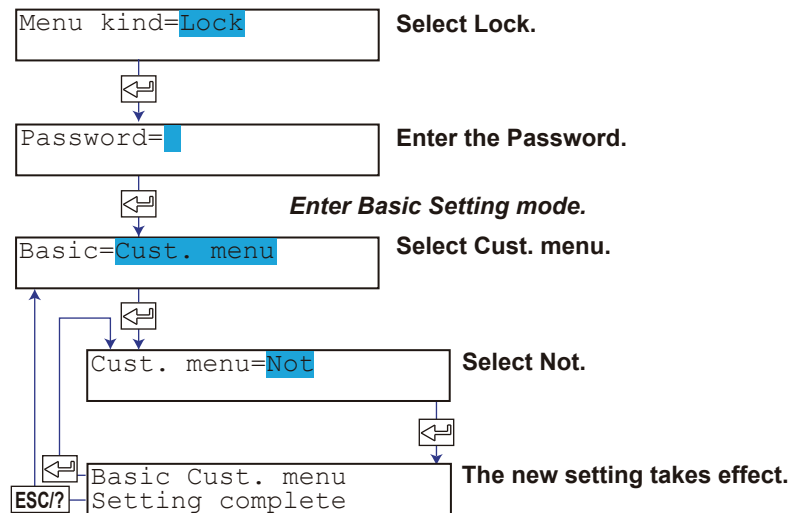 Menu kind=Lock
Select Lock.
Password=
Enter the Password.
Enter Basic Setting mode.
Basic=Cust. menu
Select Cust. menu.
Cust. menu=Not
Select Not.
Basic Cust. menu
Setting complete
The new setting takes effect.
ESC/?